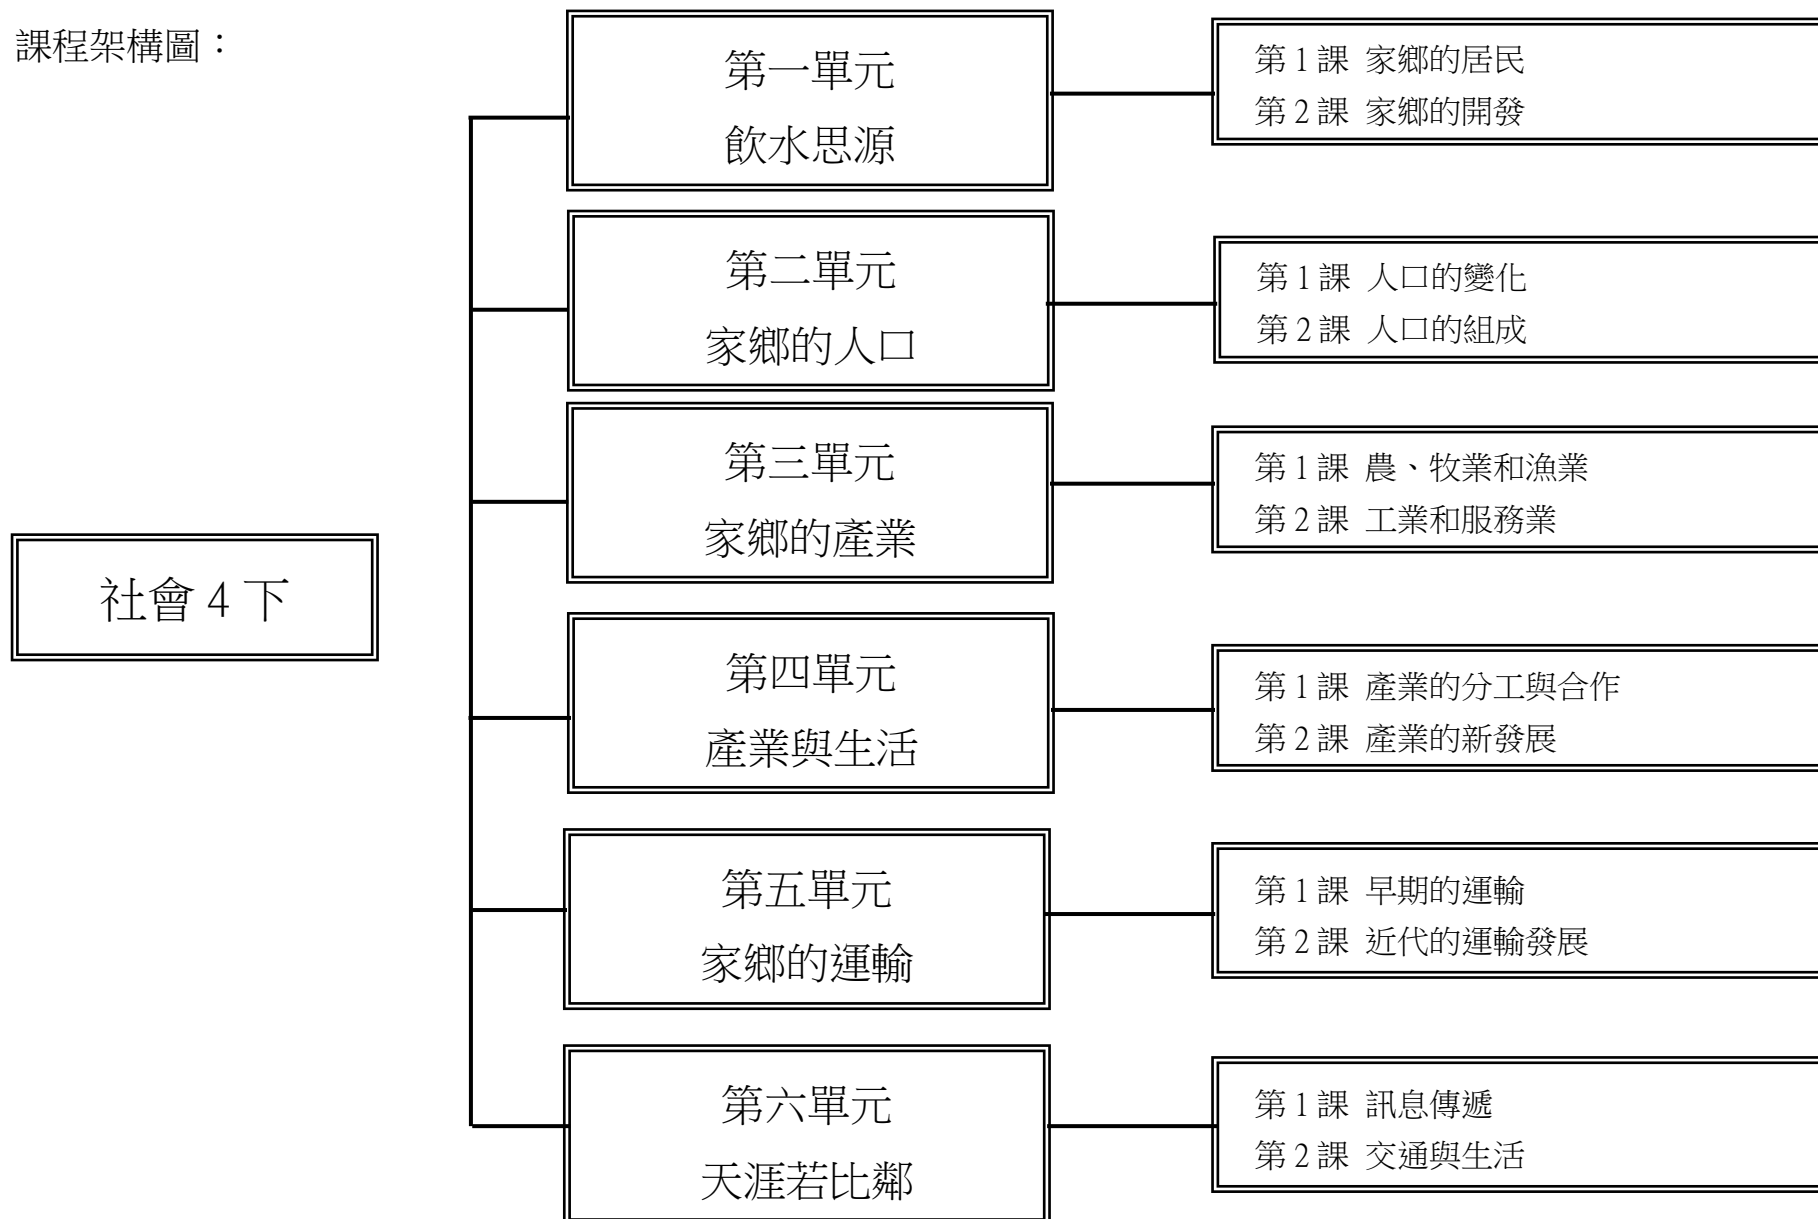 課程架構圖：
社會 4 下
第一單元
飲水思源
第 1 課 家鄉的居民
第 2 課 家鄉的開發
第二單元
家鄉的人口
第 1 課 人口的變化
第 2 課 人口的組成
第三單元
家鄉的產業
第 1 課 農、牧業和漁業
第 2 課 工業和服務業
第四單元
產業與生活
第 1 課 產業的分工與合作
第 2 課 產業的新發展
第五單元
家鄉的運輸
第 1 課 早期的運輸
第 2 課 近代的運輸發展
第六單元
天涯若比鄰
第 1 課 訊息傳遞
第 2 課 交通與生活